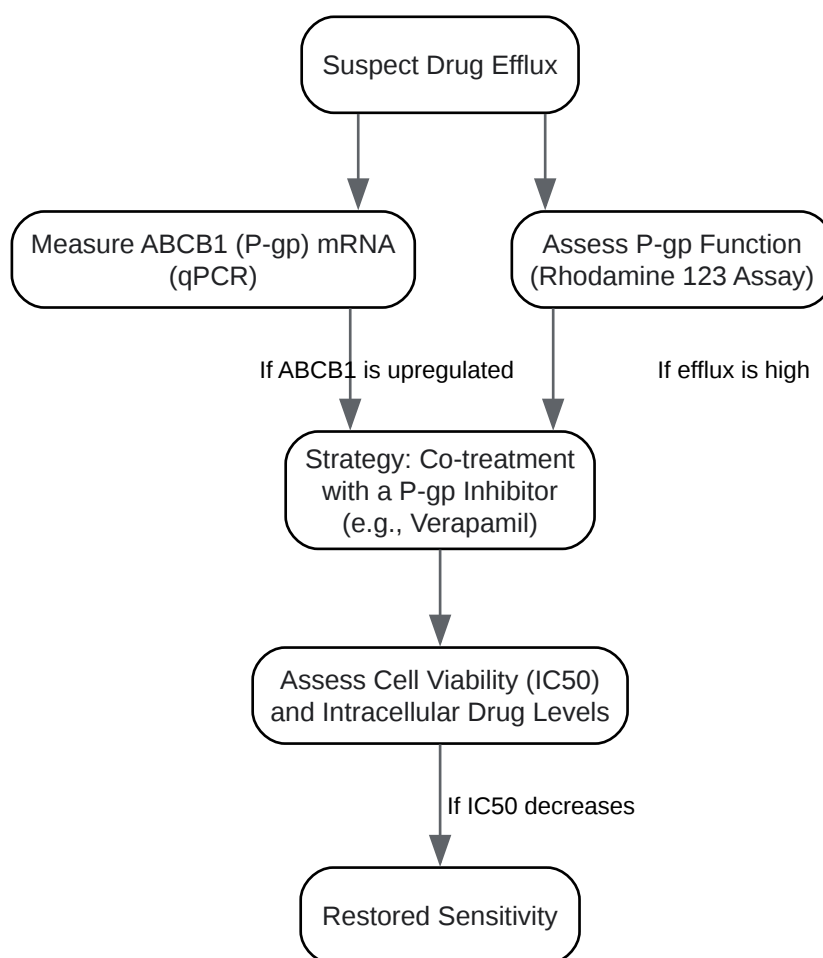 Suspect Drug Efflux
Measure ABCB1 (P-gp) mRNA
(qPCR)
Assess P-gp Function
(Rhodamine 123 Assay)
If ABCB1 is upregulated
If efflux is high
Strategy: Co-treatment
with a P-gp Inhibitor
(e.g., Verapamil)
Assess Cell Viability (IC50)
and Intracellular Drug Levels
If IC50 decreases
Restored Sensitivity